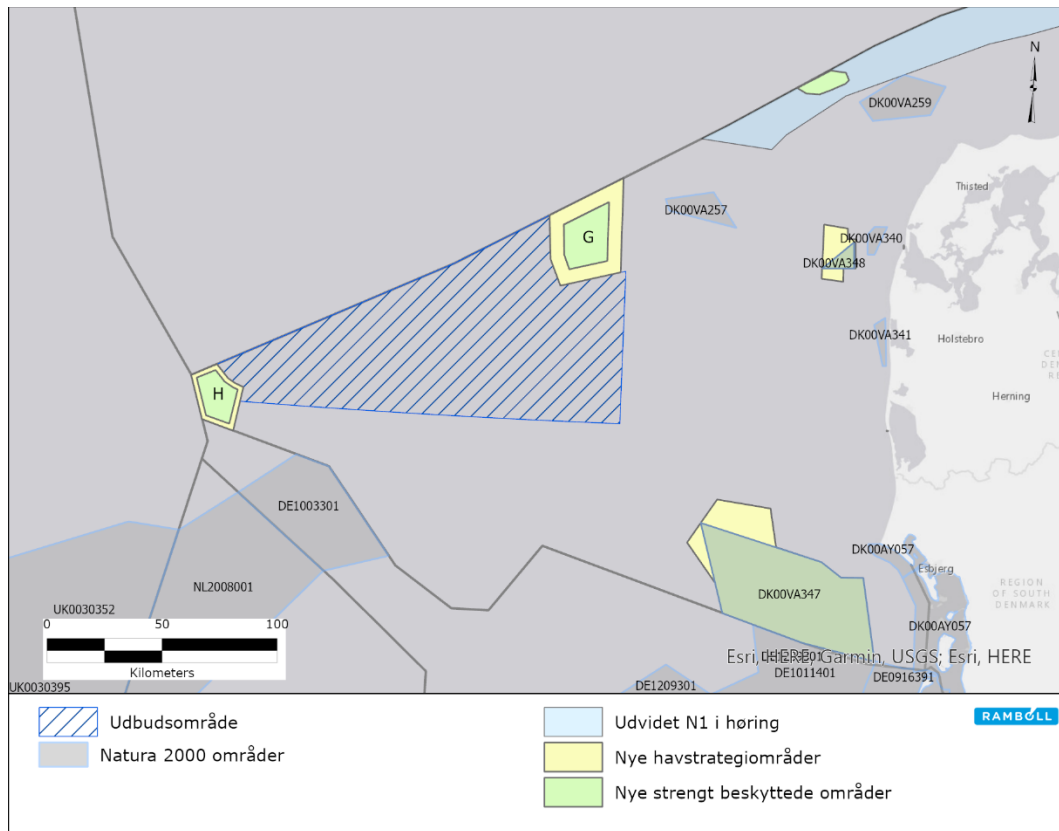 N
DK00VA259
Thisted
DK00VA257
G
DK00VA340
DK00VA348
DK00VA341
Holstebro
Herning
H
DE1003301
DK00AY057
Esbjerg
NL2008001
REGION
OF SOUTH
DENMARK
DK00VA347
UK0030352
DK00AY057
0 50 100
Kilometers
Esri, HERE, Garmin, USGS; Esri, HERE
DE1011401
DE0916391
UK0030395
DE1209301
Udbudsområde
Natura 2000 områder
Udvidet N1 i høring
Nye havstrategiområder
Nye strengt beskyttede områder
RAMBOLL